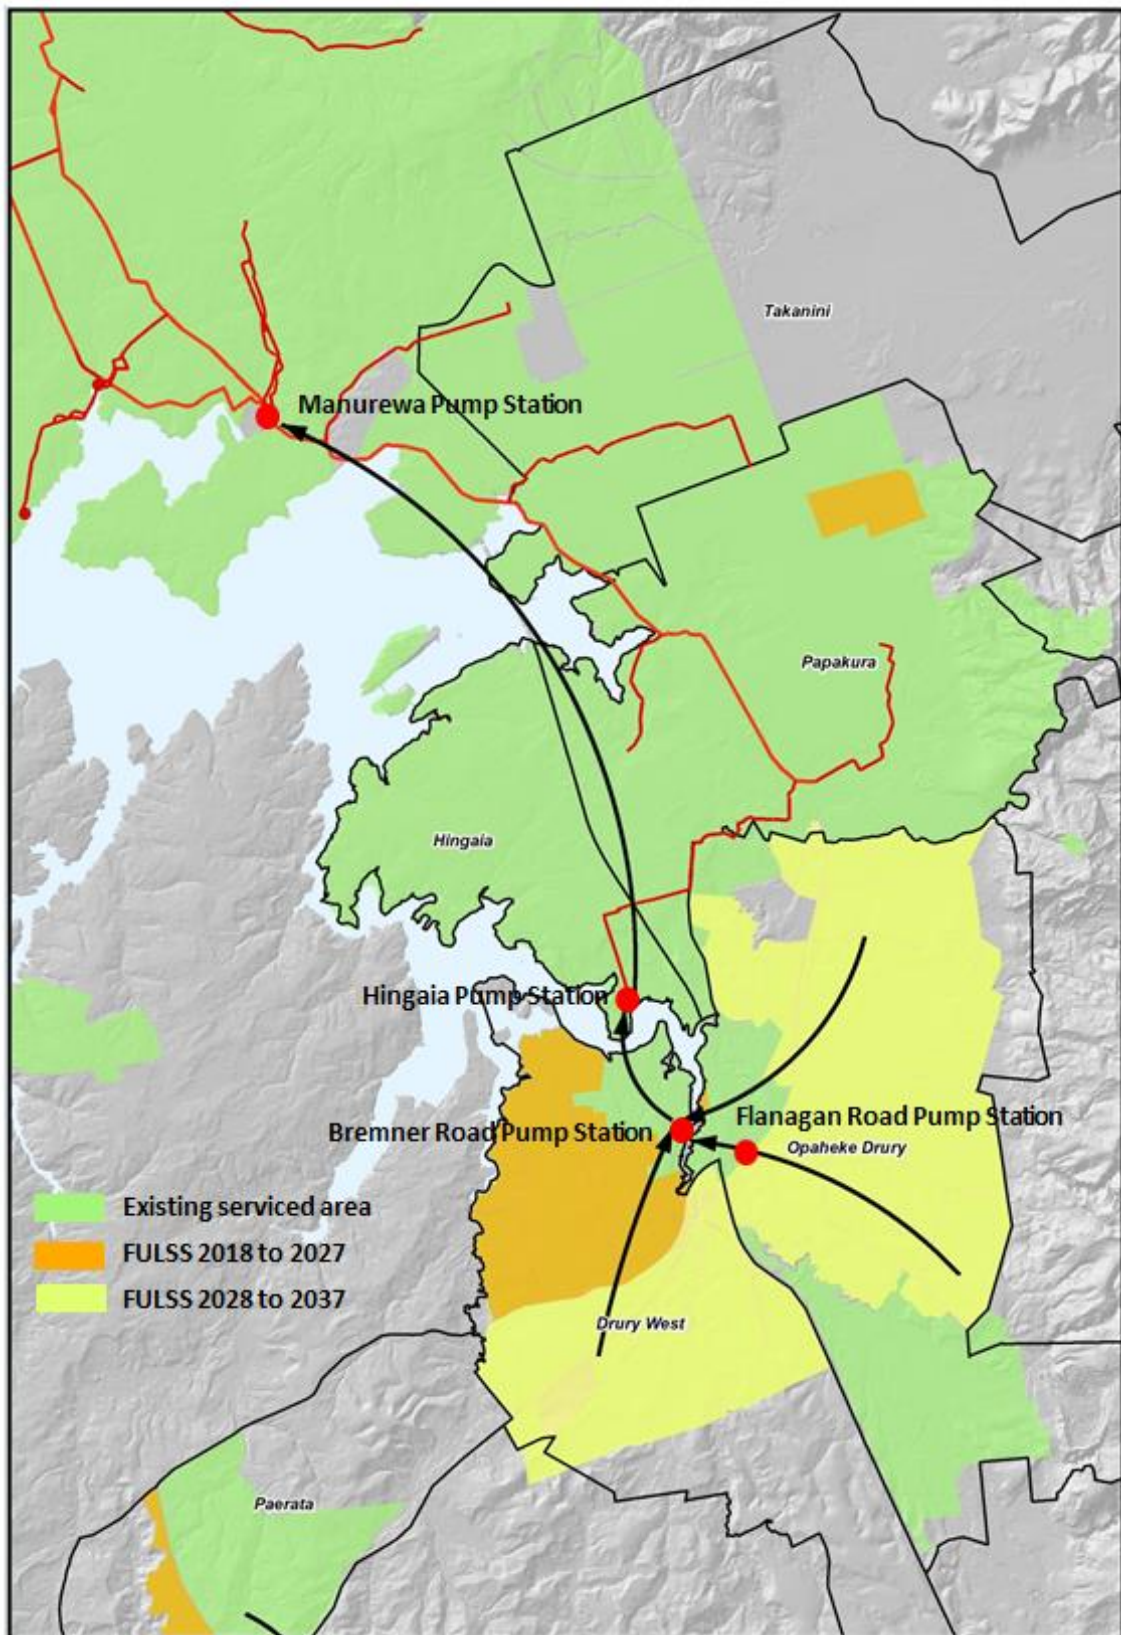 Takanini
Manurewa Pump Station
Papakura
Hingaia
Hingaia Pump Station
Flanagan Road Pump Station
Bremner Road Pump Station
Opaheke Drury
Existing serviced area
FULSS 2018 to 2027
FULSS 2028 to 2037
Drury West
Paerata